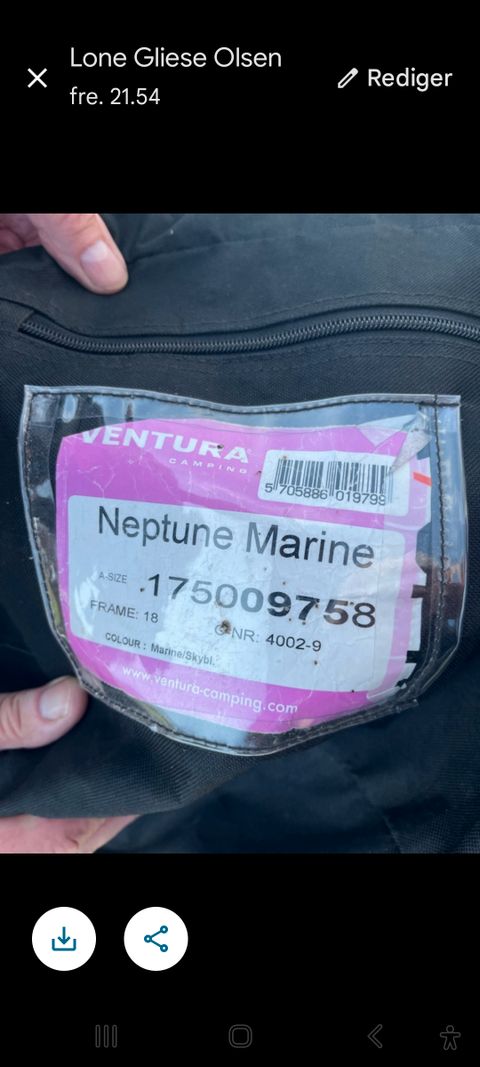 Lone Gliese Olsen
fre. 21.54
Rediger
VENTURA
CAMPING
5 705886 019799
Neptune Marine
A-SIZE 175009758
FRAME: 18
G-NR: 4002-9
COLOUR : Marine/Skybl.
www.ventura-camping.com